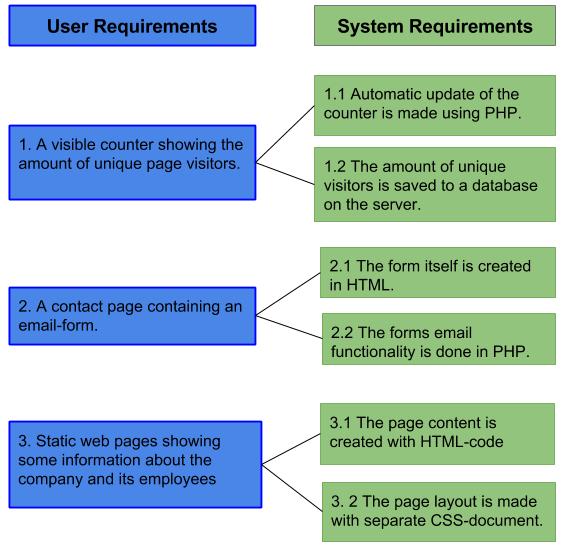 User Requirements
System Requirements
1. A visible counter showing the
amount of unique page visitors.
1.1 Automatic update of the
counter is made using PHP.
1.2 The amount of unique
visitors is saved to a database
on the server.
2. A contact page containing an
email-form.
2.1 The form itself is created
in HTML.
2.2 The forms email
functionality is done in PHP.
3. Static web pages showing
some information about the
company and its employees
3.1 The page content is
created with HTML-code
3. 2 The page layout is made
with separate CSS-document.